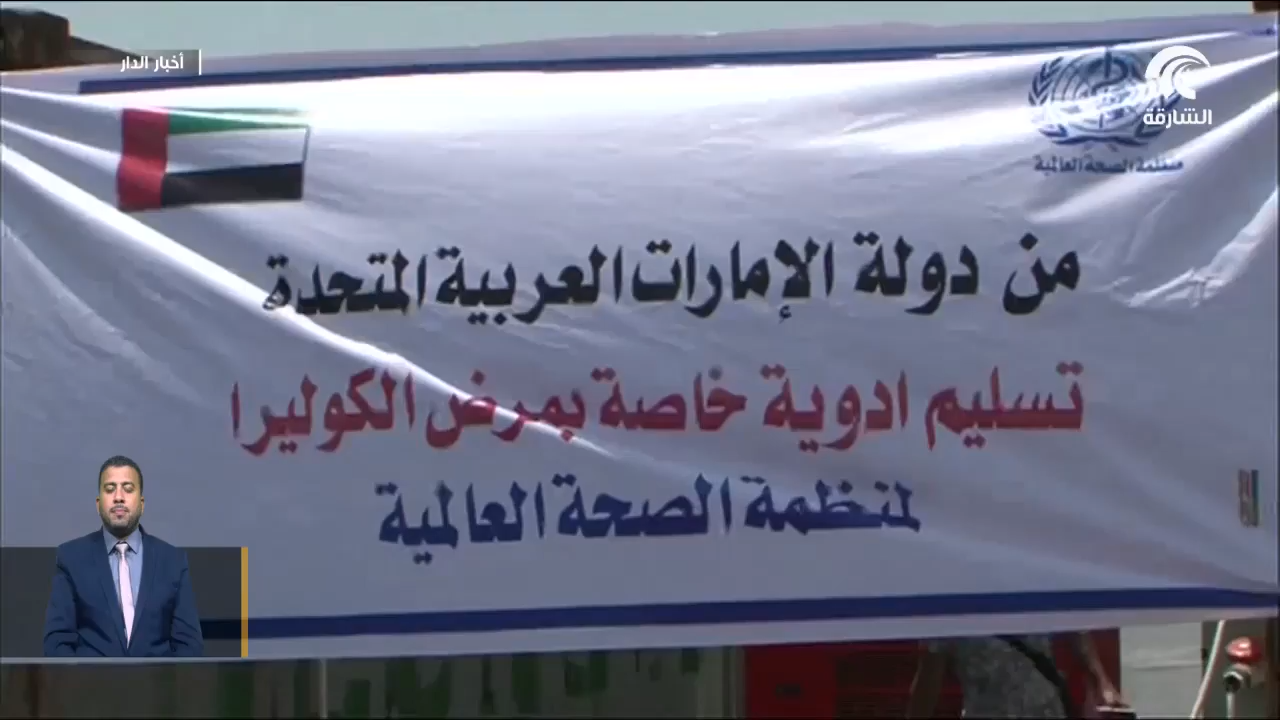 أخبار الدار
الشارقة
منظمة الصحة العالمية
من دولة الإمارات العربية المتحدة
تسليم ادوية خاصة بمرض الكوليرا
لمنظمة الصحة العالمية